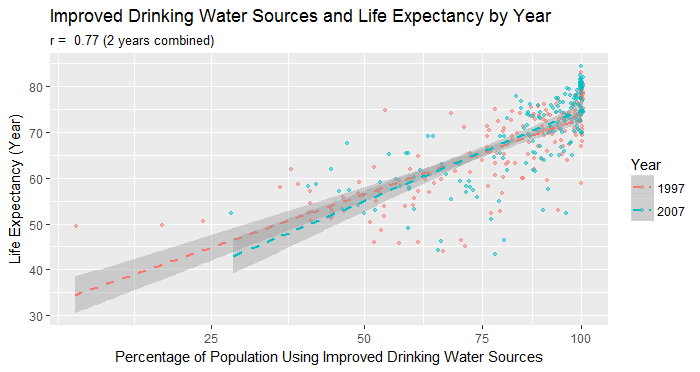 Improved Drinking Water Sources and Life Expectancy by Year
r =  0.77 (2 years combined)
Life Expectancy (Year)
80
70
60
50
40
30
25
50
75
100
Percentage of Population Using Improved Drinking Water Sources
Year
1997
2007